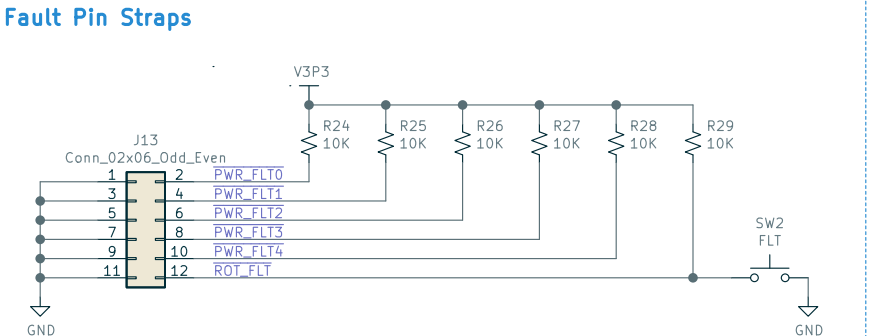 Fault Pin Straps
V3P3
R24 R25 R26 R27 R28 R29
10K 10K 10K 10K 10K 10K
J13
Conn_02x06_Odd_Even
1 2 PWR_FLT0
3 4 PWR_FLT1
5 6 PWR_FLT2
7 8 PWR_FLT3
9 10 PWR_FLT4
11 12 ROT_FLT
SW2
FLT
GND GND